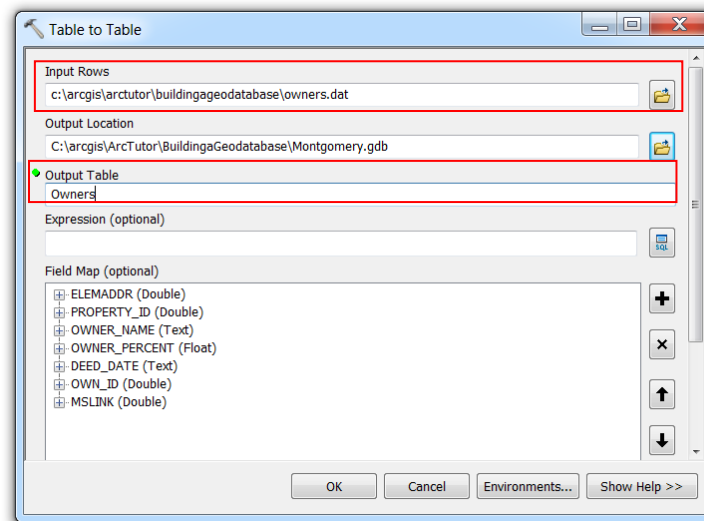 Table to Table
Input Rows
c:\arcgis\arctutor\buildingageodatabase\owners.dat
Output Location
C:\arcgis\ArcTutor\BuildingaGeodatabase\Montgomery.gdb
Output Table
Owners
Expression (optional)
SQL
Field Map (optional)
ELEMADDR (Double)
PROPERTY_ID (Double)
OWNER_NAME (Text)
OWNER_PERCENT (Float)
DEED_DATE (Text)
OWN_ID (Double)
MSLINK (Double)
OK Cancel Environments... Show Help >>